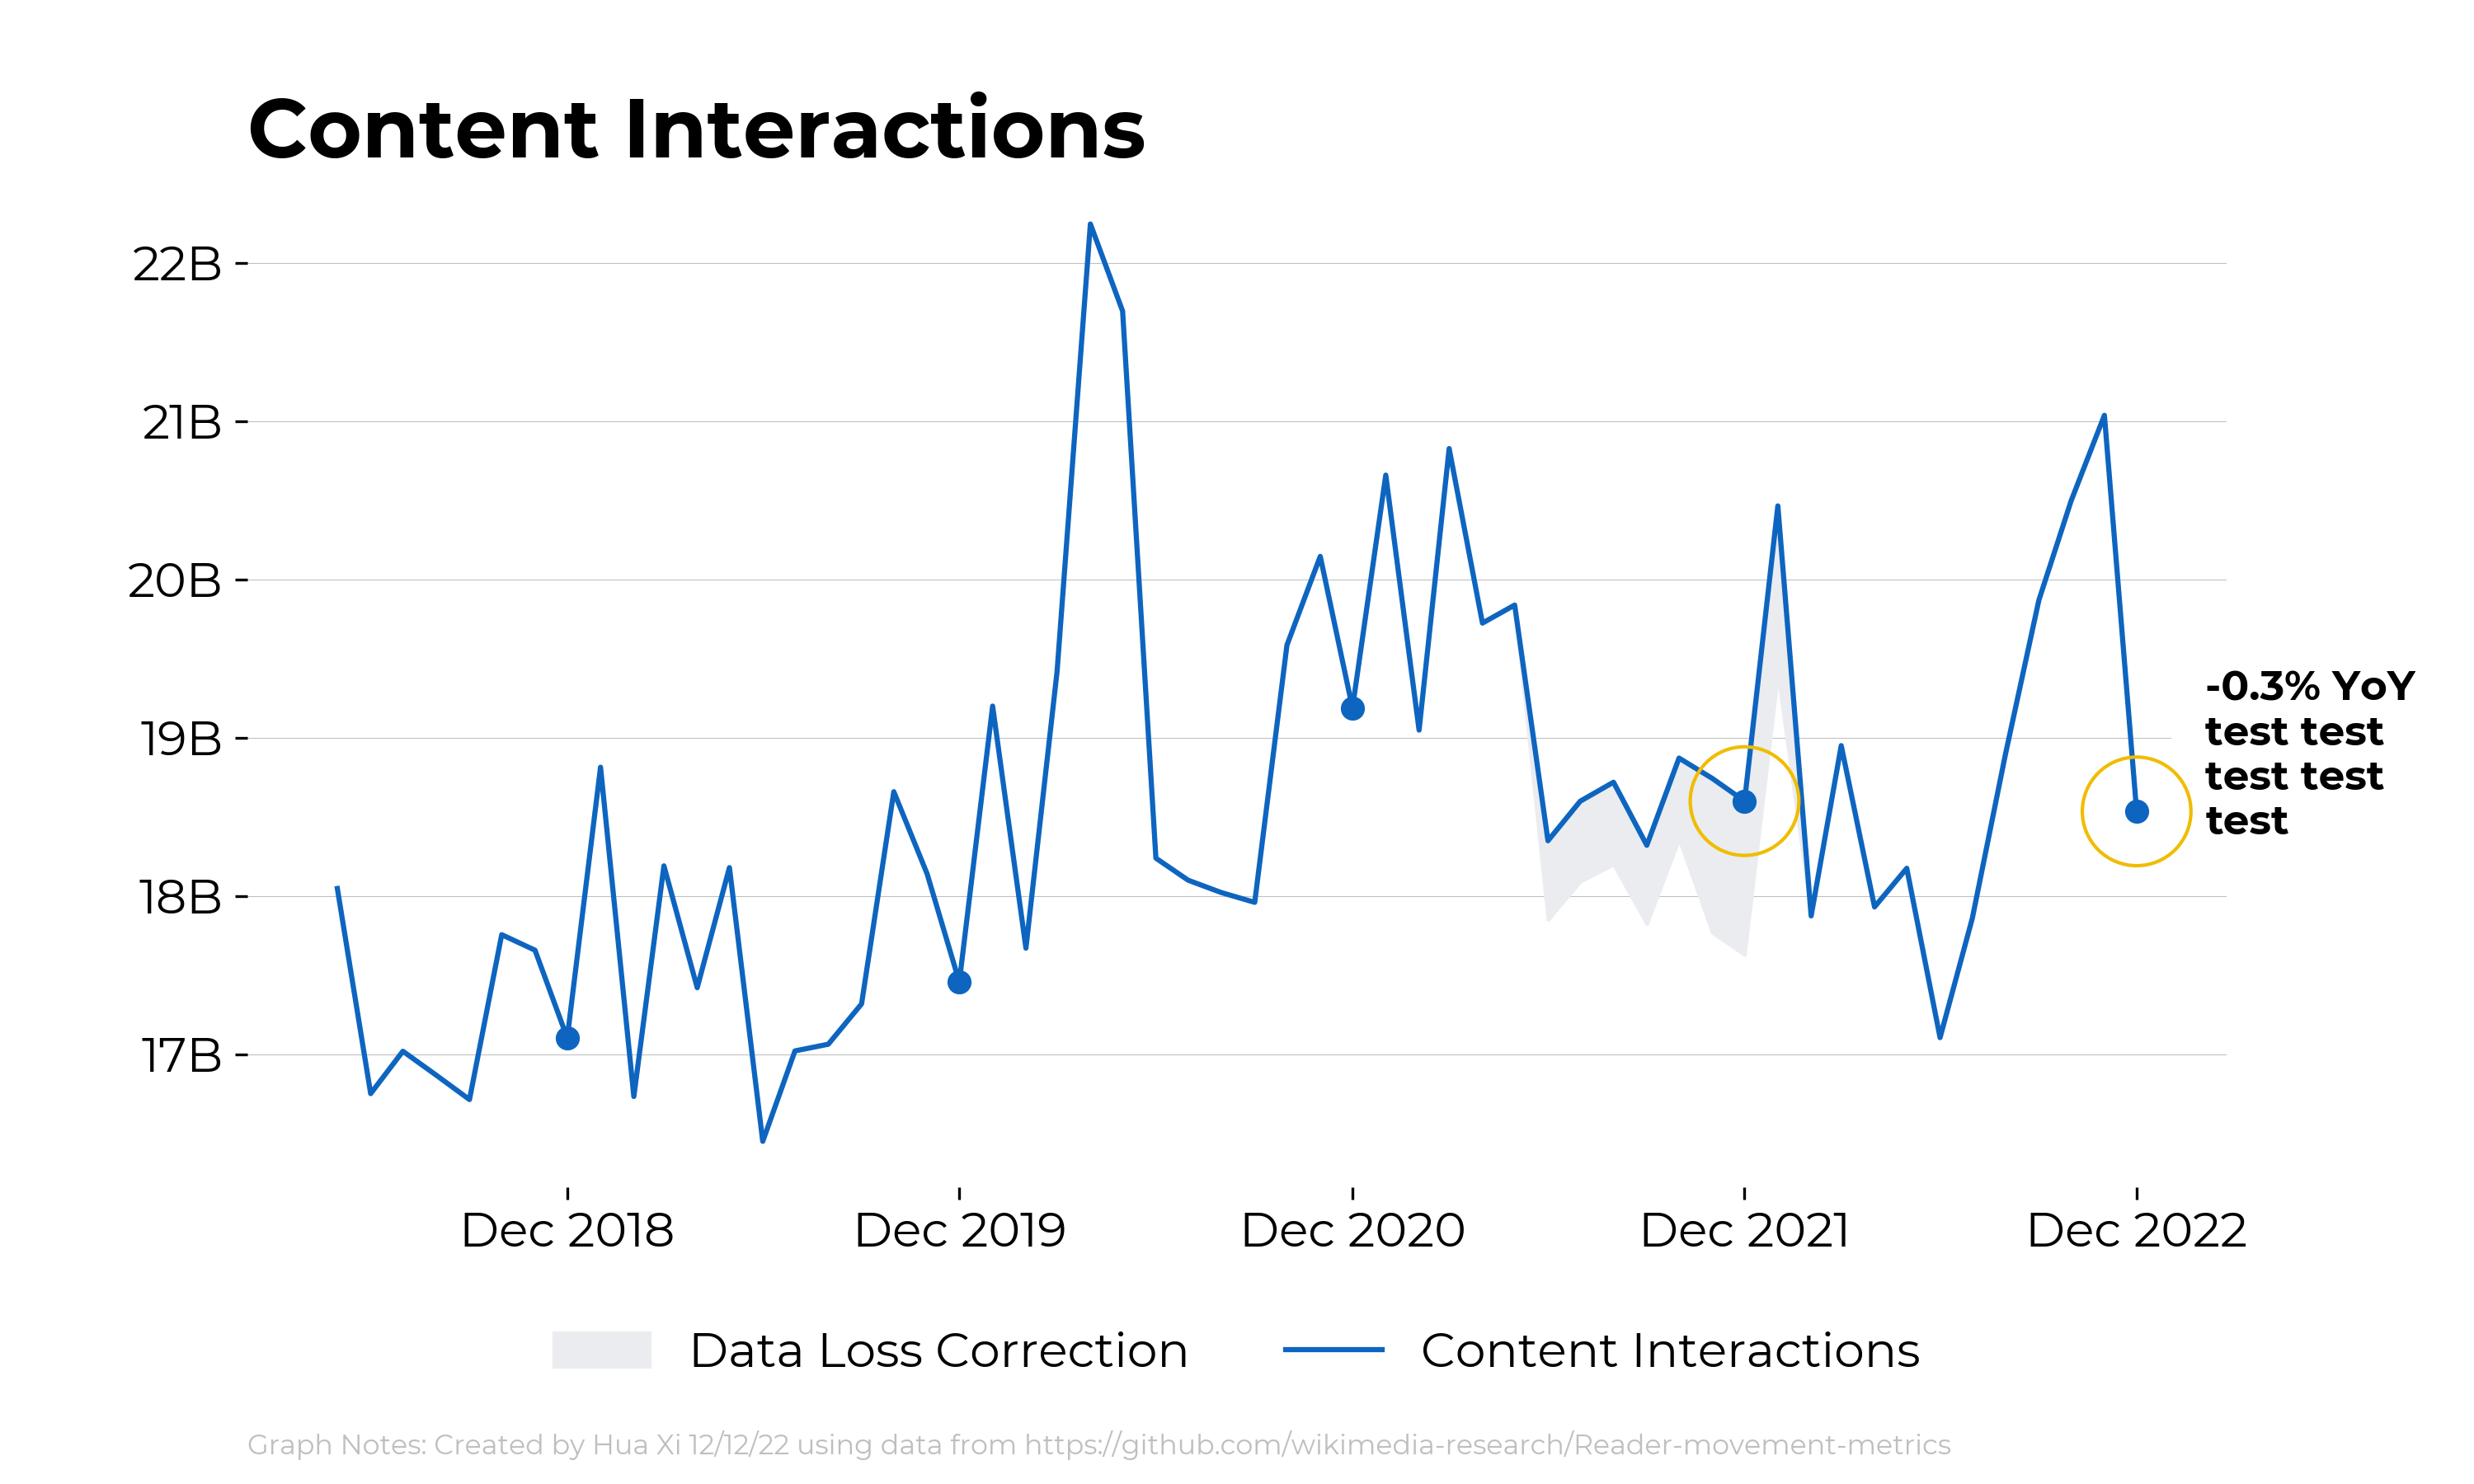 Content Interactions
22B
21B
20B
19B
18B
17B
-0.3% YoY
test test
test test
test
Dec 2018
Dec 2019
Dec 2020
Dec 2021
Dec 2022
Data Loss Correction
Content Interactions
Graph Notes: Created by Hua Xi 12/12/22 using data from https://github.com/wikimedia-research/Reader-movement-metrics